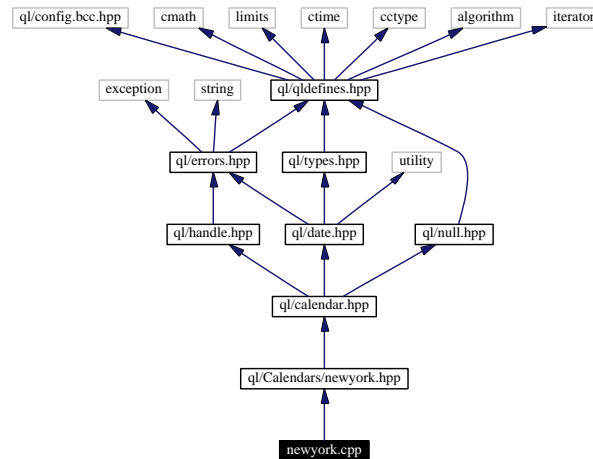 ql/config.bcc.hpp cmath limits ctime cctype algorithm iterator
exception string ql/qldefines.hpp
ql/errors.hpp ql/types.hpp utility
ql/handle.hpp ql/date.hpp ql/null.hpp
ql/calendar.hpp
ql/Calendars/newyork.hpp
newyork.cpp